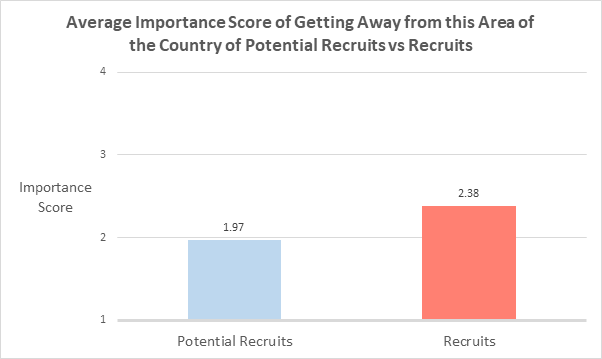 Average Importance Score of Getting Away from this Area of
the Country of Potential Recruits vs Recruits
4
3
Importance
Score
2
1
1.97
2.38
Potential Recruits
Recruits